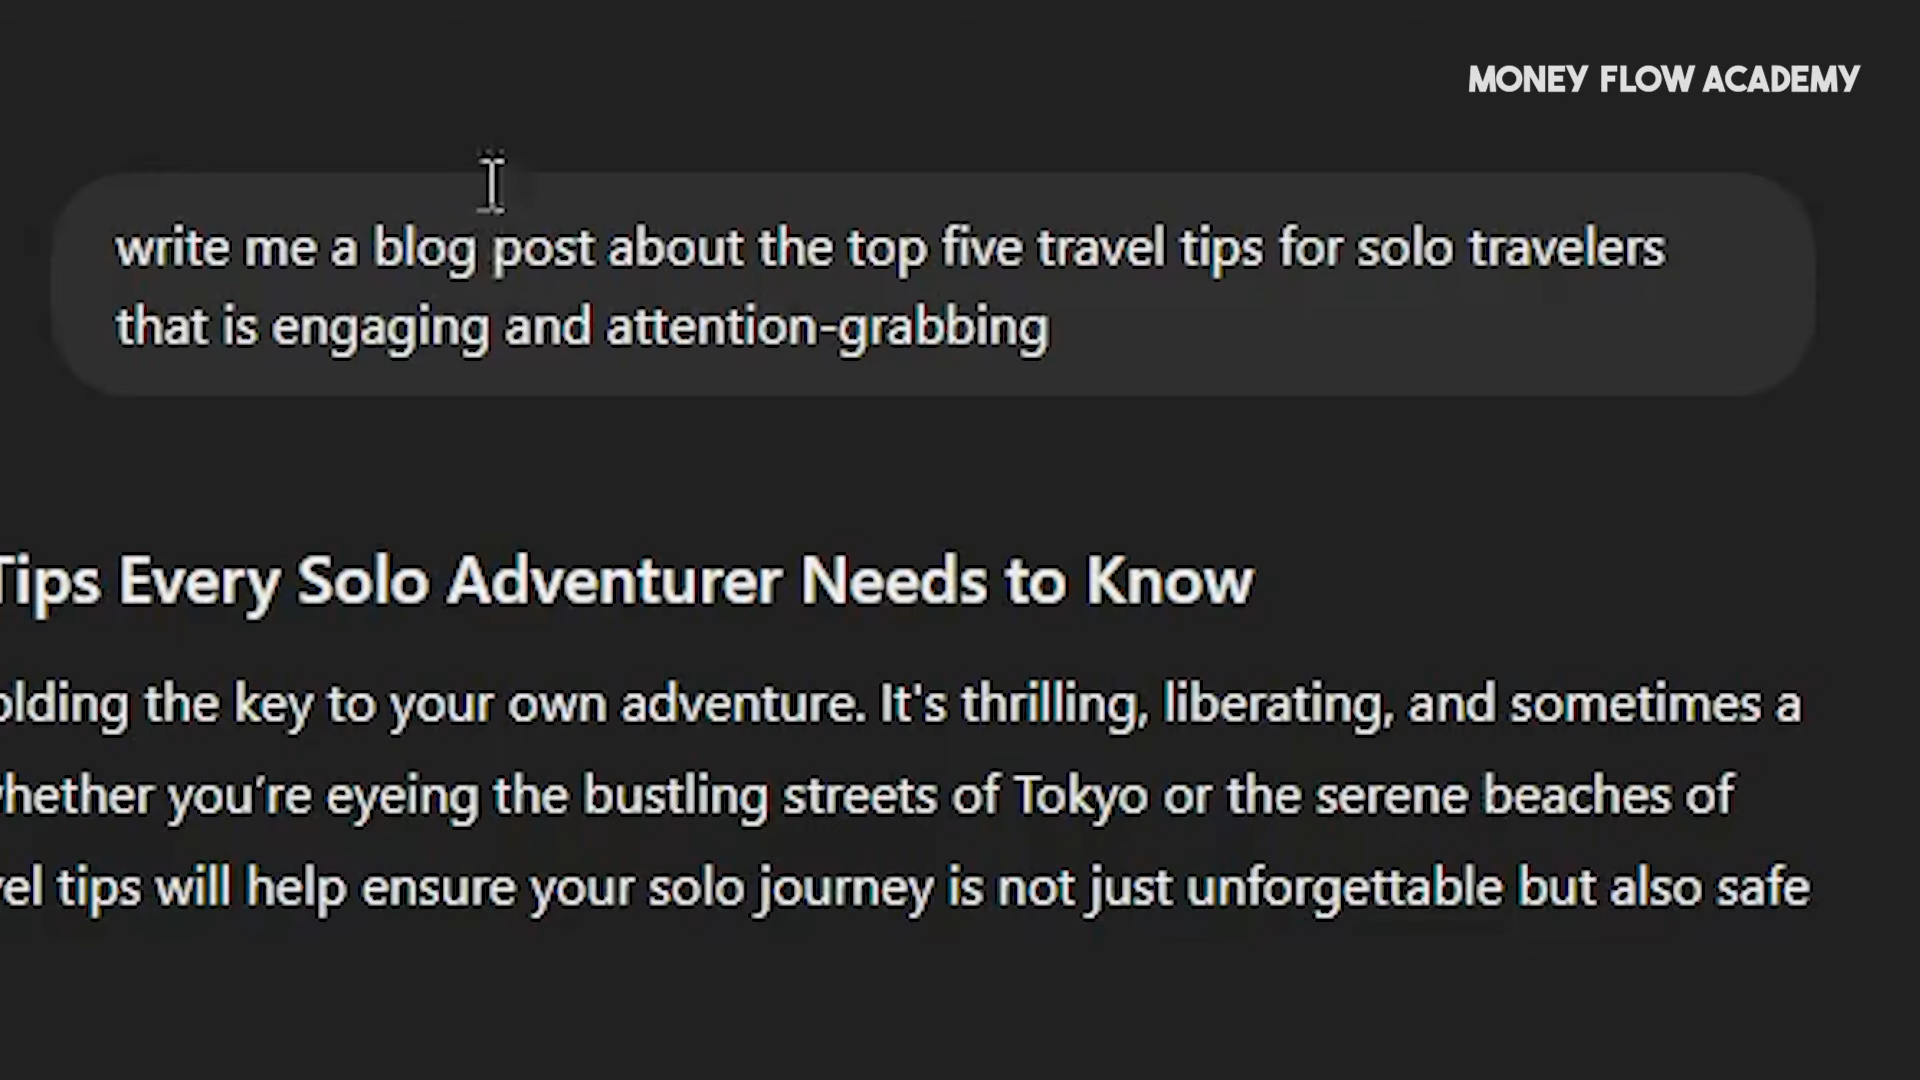 MONEY FLOW ACADEMY
write me a blog post about the top five travel tips for solo travelers
that is engaging and attention-grabbing
Tips Every Solo Adventurer Needs to Know
the key to your own adventure. It's thrilling, liberating, and sometimes a
you’re eyeing the bustling streets of Tokyo or the serene beaches of
tips will help ensure your solo journey is not just unforgettable but also safe